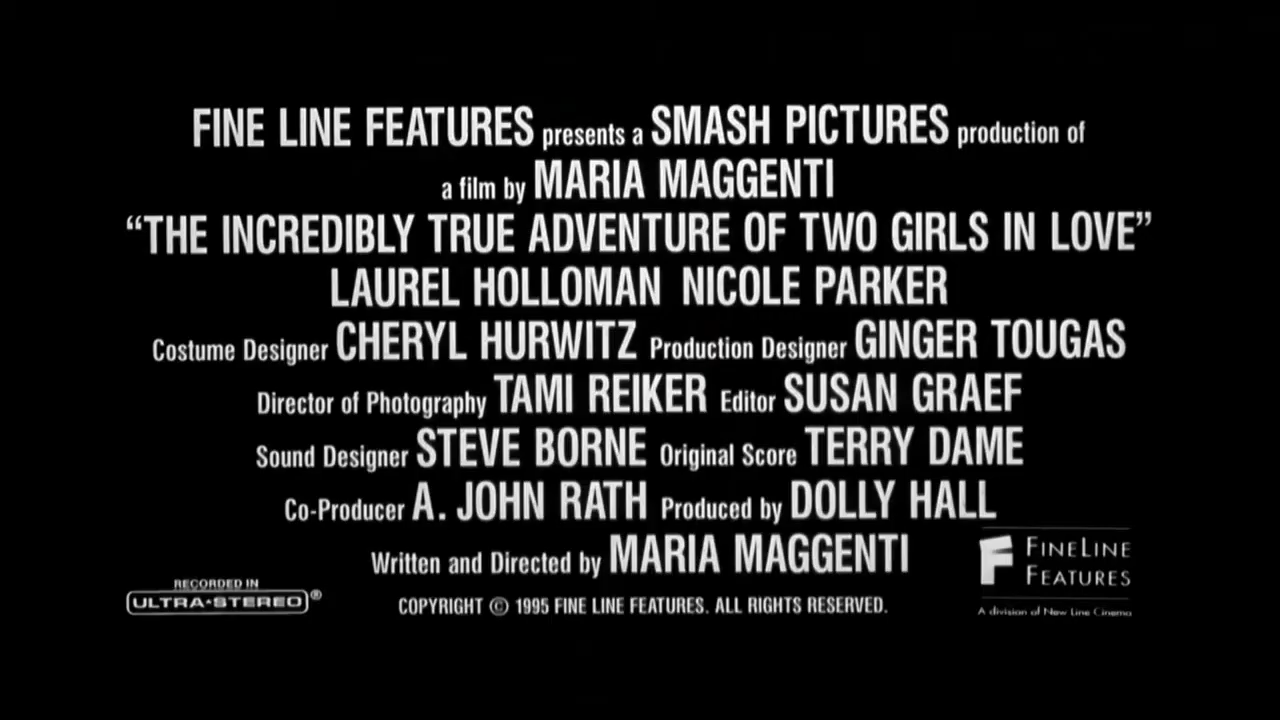 FINE LINE FEATURES presents a SMASH PICTURES production of
a film by MARIA MAGGENTI
“THE INCREDIBLY TRUE ADVENTURE OF TWO GIRLS IN LOVE”
LAUREL HOLLOMAN NICOLE PARKER
Costume Designer CHERYL HURWITZ Production Designer GINGER TOUGAS
Director of Photography TAMI REIKER Editor SUSAN GRAEF
Sound Designer STEVE BORNE Original Score TERRY DAME
Co-Producer A. JOHN RATH Produced by DOLLY HALL
Written and Directed by MARIA MAGGENTI
FINELINE
FEATURES
A division of New Line Cinema
RECORDED IN
ULTRA★STEREO®
COPYRIGHT © 1995 FINE LINE FEATURES. ALL RIGHTS RESERVED.